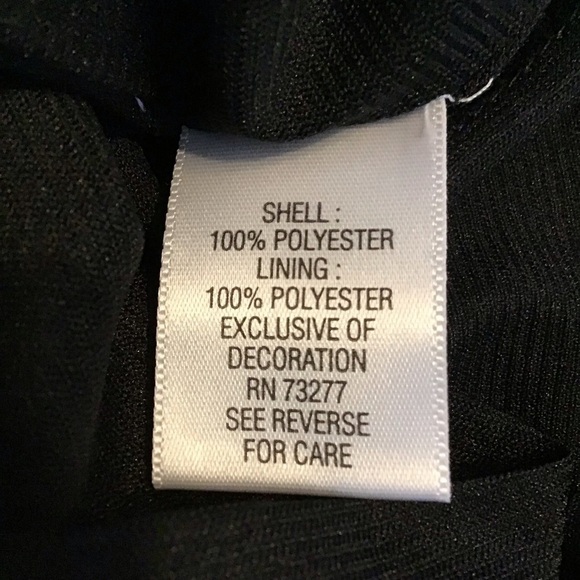 SHELL :
100% POLYESTER
LINING :
100% POLYESTER
EXCLUSIVE OF
DECORATION
RN 73277
SEE REVERSE
FOR CARE